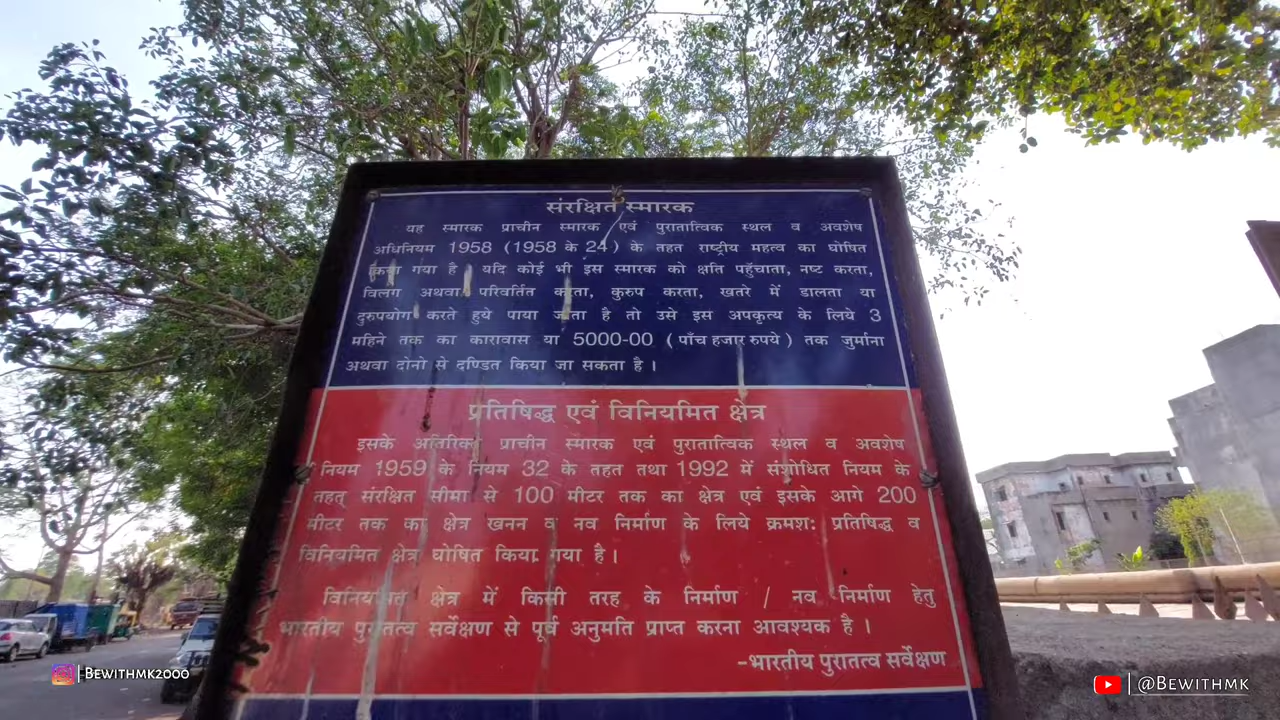 संरक्षित स्मारक
यह स्मारक प्राचीन स्मारक एवं पुरातात्विक स्थल व अवशेष
अधिनियम 1958 (1958 के 24) के तहत राष्ट्रीय महत्व का घोषित
किया गया है । यदि कोई भी इस स्मारक को क्षति पहुँचाता, नष्ट करता,
विलग अथवा परिवर्तित करता, कुरुप करता, खतरे में डालता या
दुरुपयोग करते हुये पाया जाता है तो उसे इस अपकृत्य के लिये 3
महिने तक का कारावास या 5000-00 (पाँच हजार रुपये) तक जुर्माना
अथवा दोनो से दण्डित किया जा सकता है ।
प्रतिषिद्ध एवं विनियमित क्षेत्र
इसके अतिरिक्त प्राचीन स्मारक एवं पुरातात्विक स्थल व अवशेष
नियम 1959 के नियम 32 के तहत तथा 1992 में संशोधित नियम के
तहत् संरक्षित सीमा से 100 मीटर तक का क्षेत्र एवं इसके आगे 200
मीटर तक का क्षेत्र खनन व नव निर्माण के लिये क्रमश: प्रतिषिद्ध व
विनियमित क्षेत्र घोषित किया गया है ।
विनियमित क्षेत्र में किसी तरह के निर्माण / नव निर्माण हेतु
भारतीय पुरातत्व सर्वेक्षण से पूर्ब अनुमति प्राप्त करना आवश्यक है ।
-भारतीय पुरातत्व सर्वेक्षण
Bewithmk2000
@Bewithmk